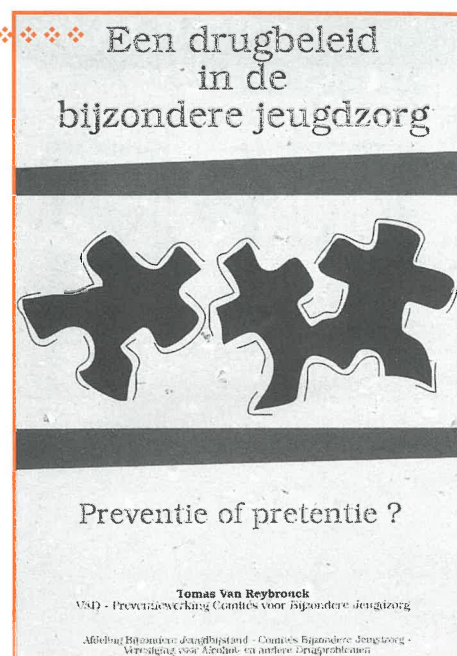 Een drugbeleid
in de
bijzondere jeugdzorg
Preventie of pretentie ?
Tomas Van Reybrouck
VAD - Preventiewerking Comités voor Bijzondere Jeugdzorg
Afdeling Bijzondere Jeugdbijstand - Comités Bijzondere Jeugdzorg -
Vereniging voor Alcohol- en andere Drugproblemen